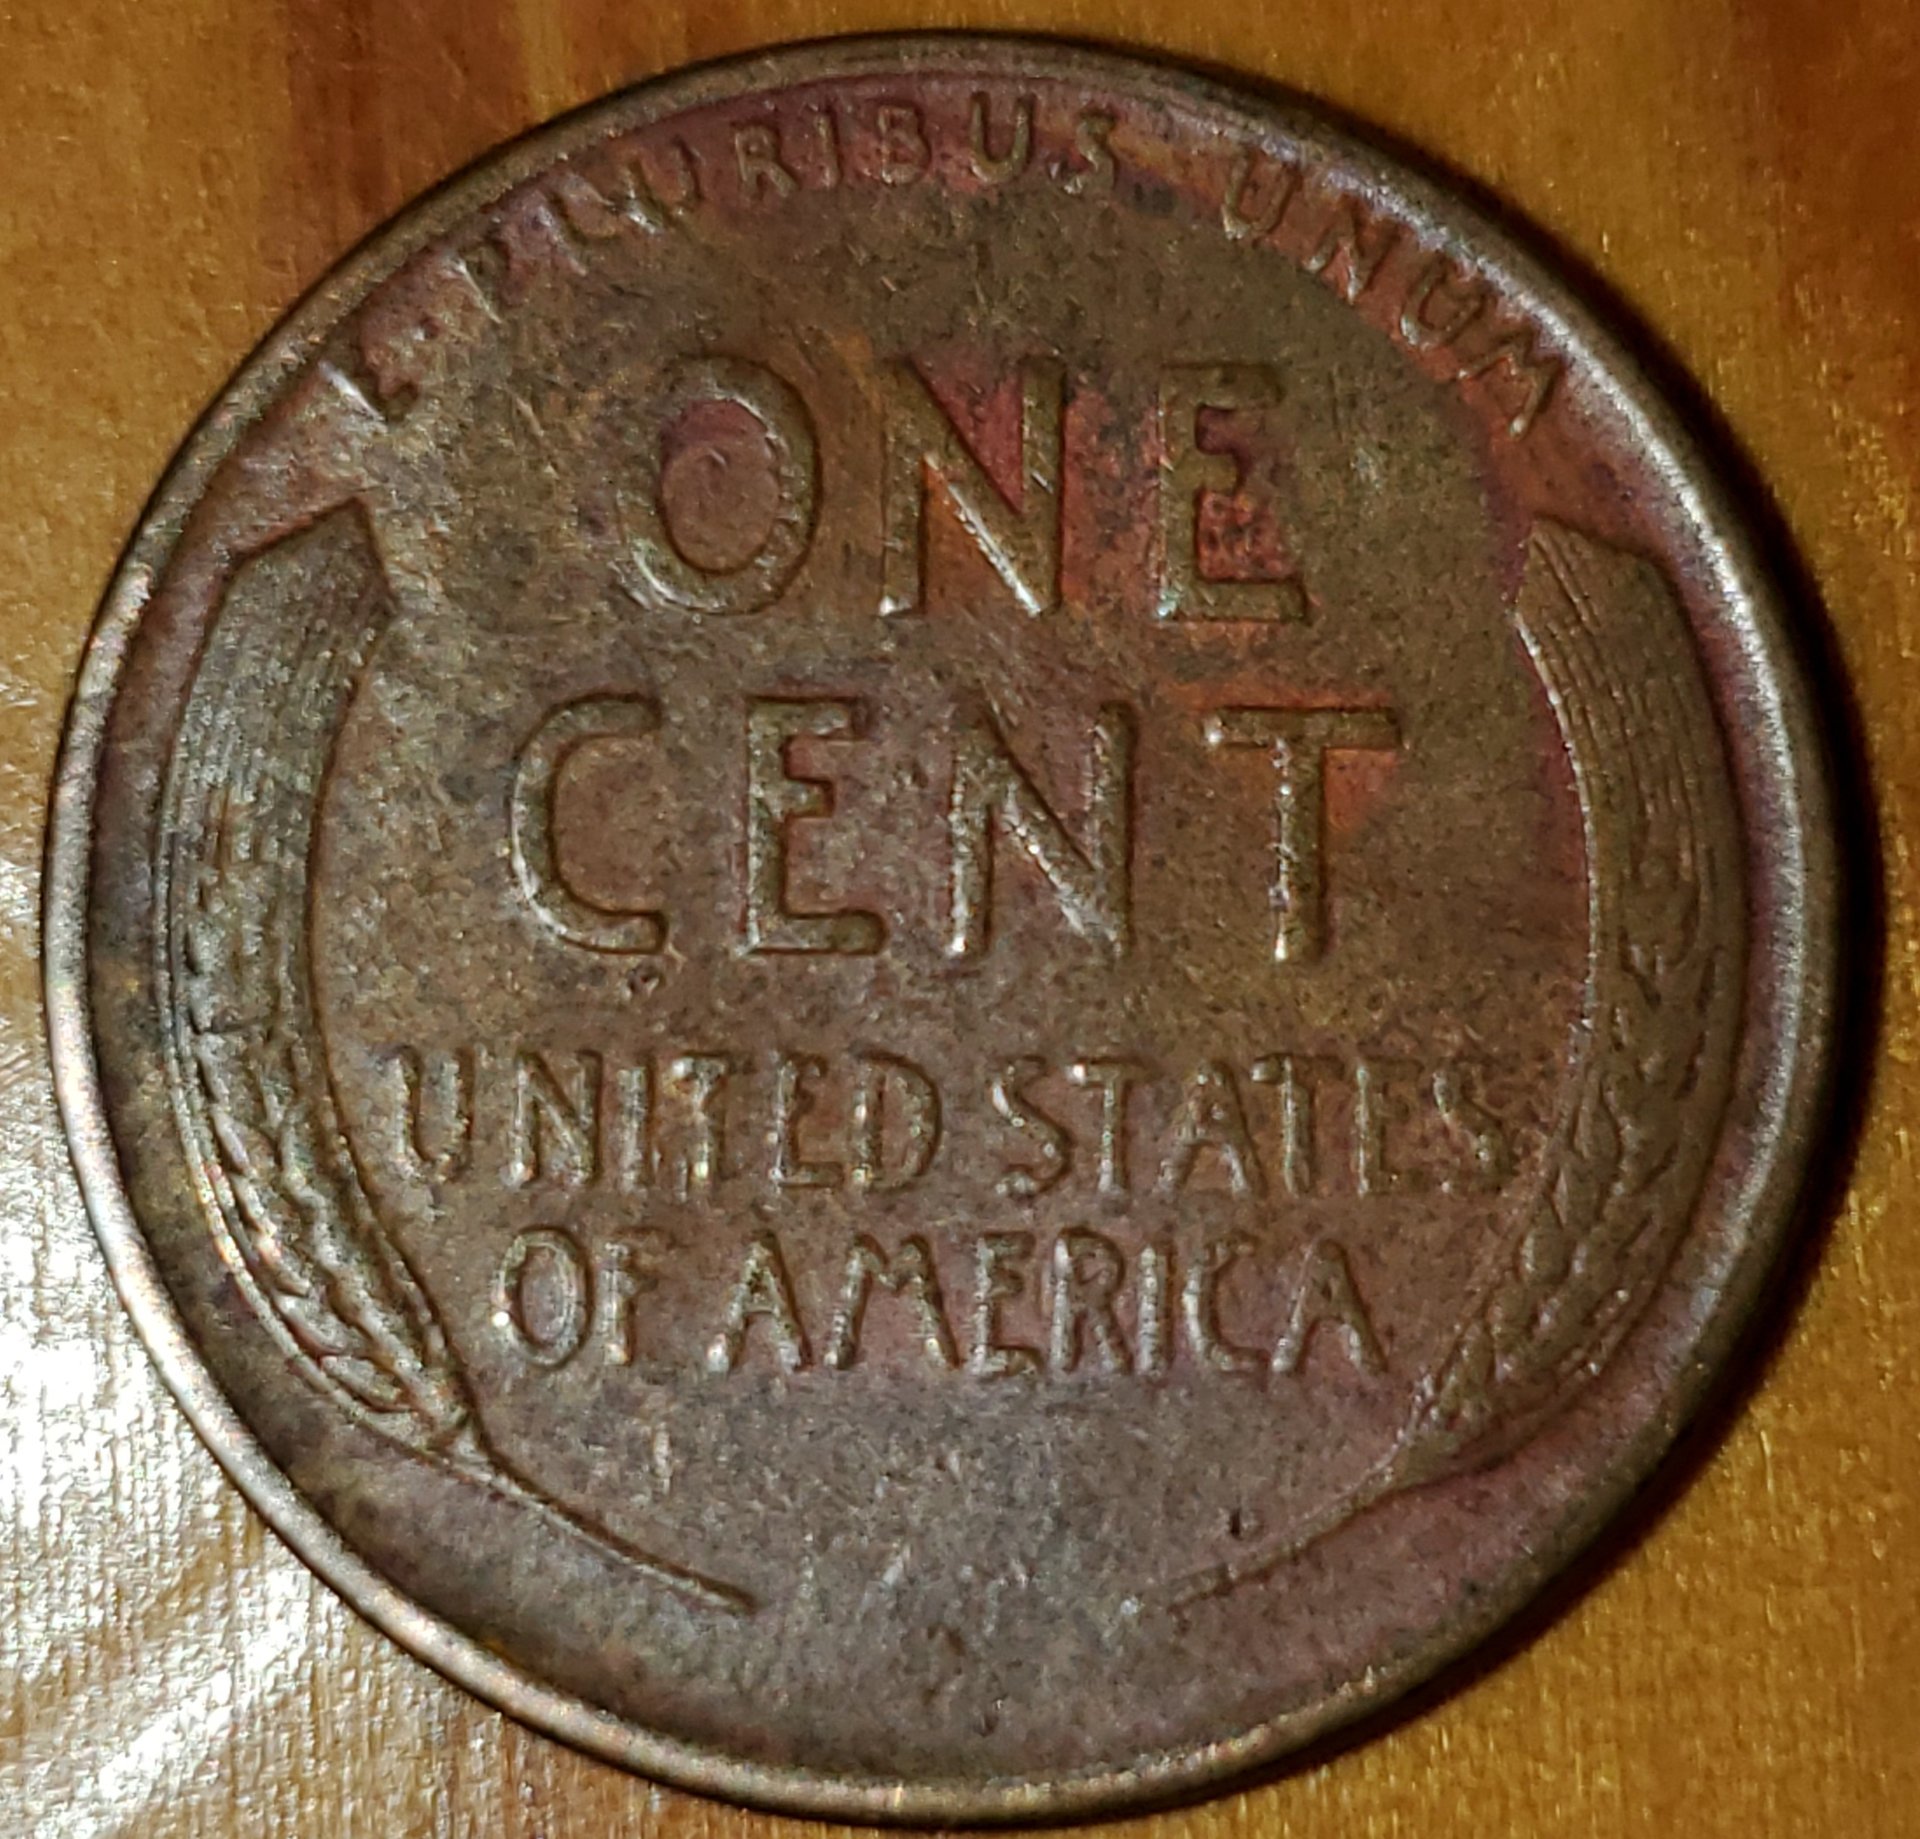 E PLURIBUS UNUM
ONE
CENT
UNITED STATES
OF AMERICA